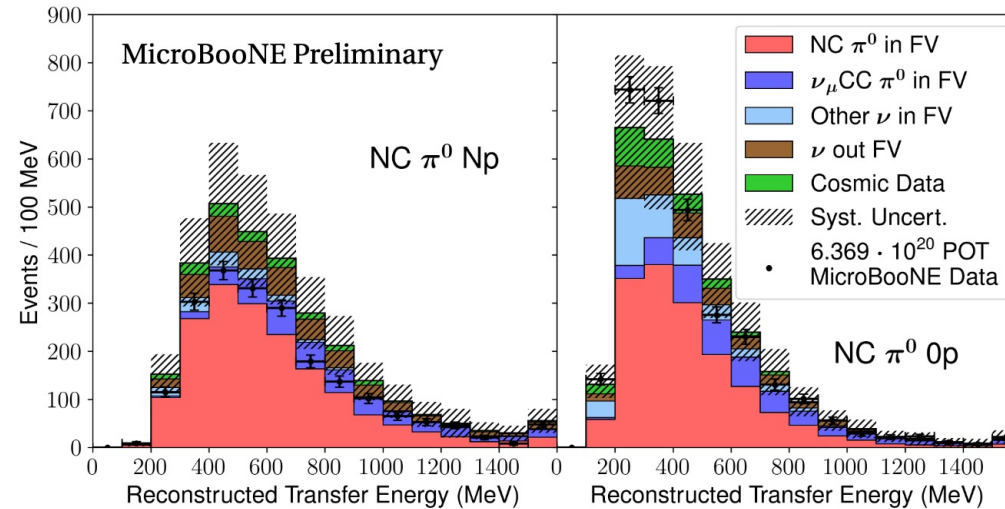 MicroBooNE Preliminary
NC π⁰ Np
Events / 100 MeV
900
800
700
600
500
400
300
200
100
0
0 200 400 600 800 1000 1200 1400
Reconstructed Transfer Energy (MeV)
NC π⁰ in FV
νμCC π⁰ in FV
Other ν in FV
ν out FV
Cosmic Data
Syst. Uncert.
6.369 · 10²⁰ POT
MicroBooNE Data
NC π⁰ 0p
0 200 400 600 800 1000 1200 1400
Reconstructed Transfer Energy (MeV)